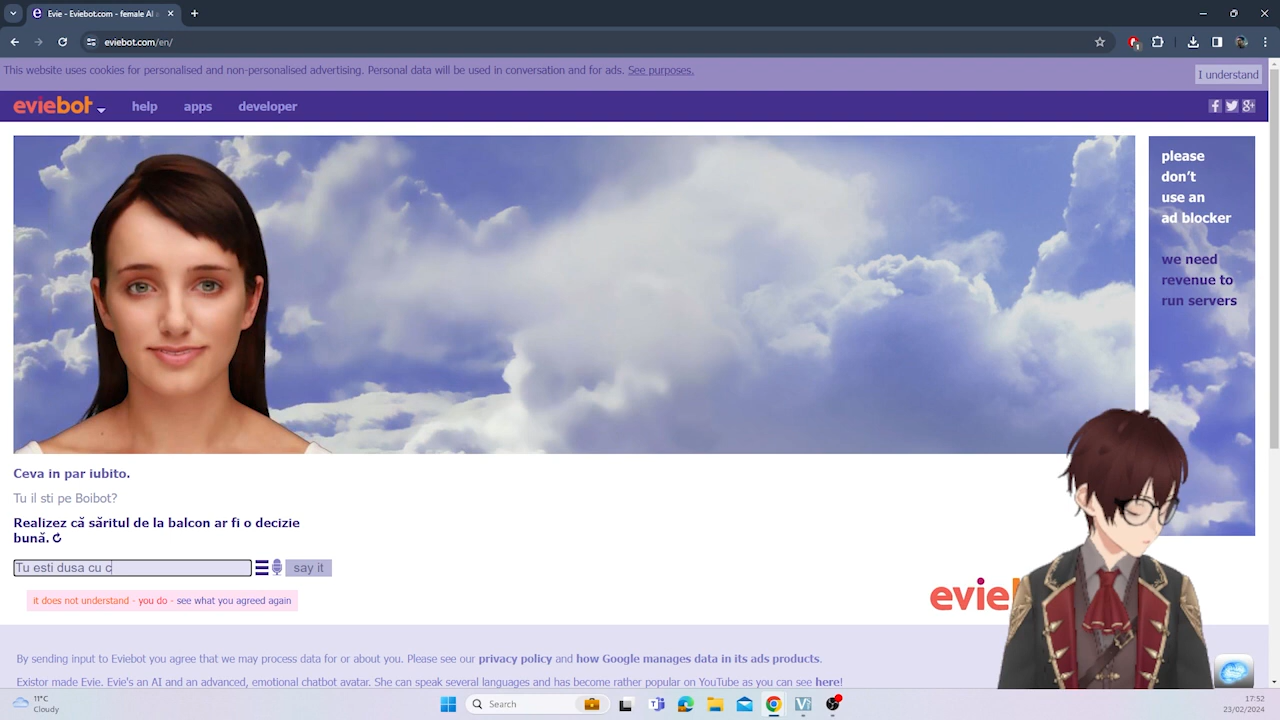 Evie - Evie - female AI a
eviebot.com/en/
This website uses cookies for personalised and non-personalised advertising. Personal data will be used in conversation and for ads. See purposes.
I understand
eviebot
help
apps
developer
please
don't
use an
ad blocker
we need
revenue to
run servers
Ceva in par iubito.
Tu il sti pe Boibot?
Realizez că săritul de la balcon ar fi o decizie
bună.
Tu esti dusa cu c
say it
it does not understand - you do - see what you agreed again
evie
By sending input to Eviebot you agree that we may process data for or about you. Please see our privacy policy and how Google manages data in its ads products.
Existor made Evie. Evie's an AI and an advanced, emotional chatbot avatar. She can speak several languages and has become rather popular on YouTube as you can see here!
11°C
Cloudy
Search
17:52
23/02/2024